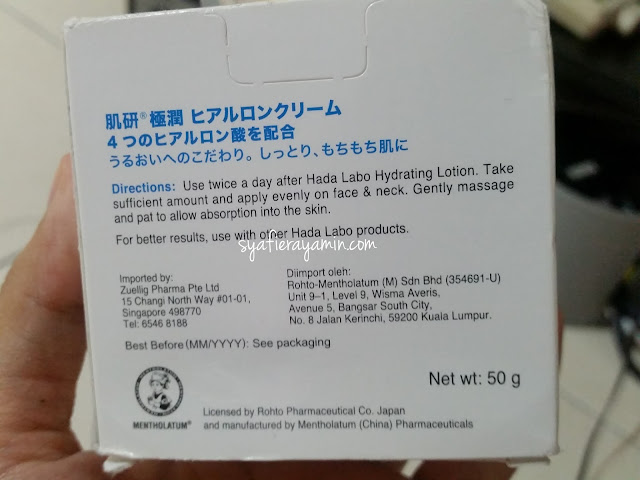 肌研®極潤 ヒアルロンクリーム
4つのヒアルロン酸を配合
うるおいへのこだわり。しっとり、もちもち肌に
Directions: Use twice a day after Hada Labo Hydrating Lotion. Take
sufficient amount and apply evenly on face & neck. Gently massage
and pat to allow absorption into the skin.
For better results, use with other Hada Labo products.
syafierayamin.com
Imported by:
Zuellig Pharma Pte Ltd
15 Changi North Way #01-01,
Singapore 498770
Tel: 6546 8188
Diimport oleh:
Rohto-Mentholatum (M) Sdn Bhd (354691-U)
Unit 9-1, Level 9, Wisma Averis,
Avenue 5, Bangsar South City,
No. 8 Jalan Kerinchi, 59200 Kuala Lumpur.
Best Before (MM/YYYY): See packaging
Net wt: 50 g
MENTHOLATUM®
Licensed by Rohto Pharmaceutical Co. Japan
and manufactured by Mentholatum (China) Pharmaceuticals